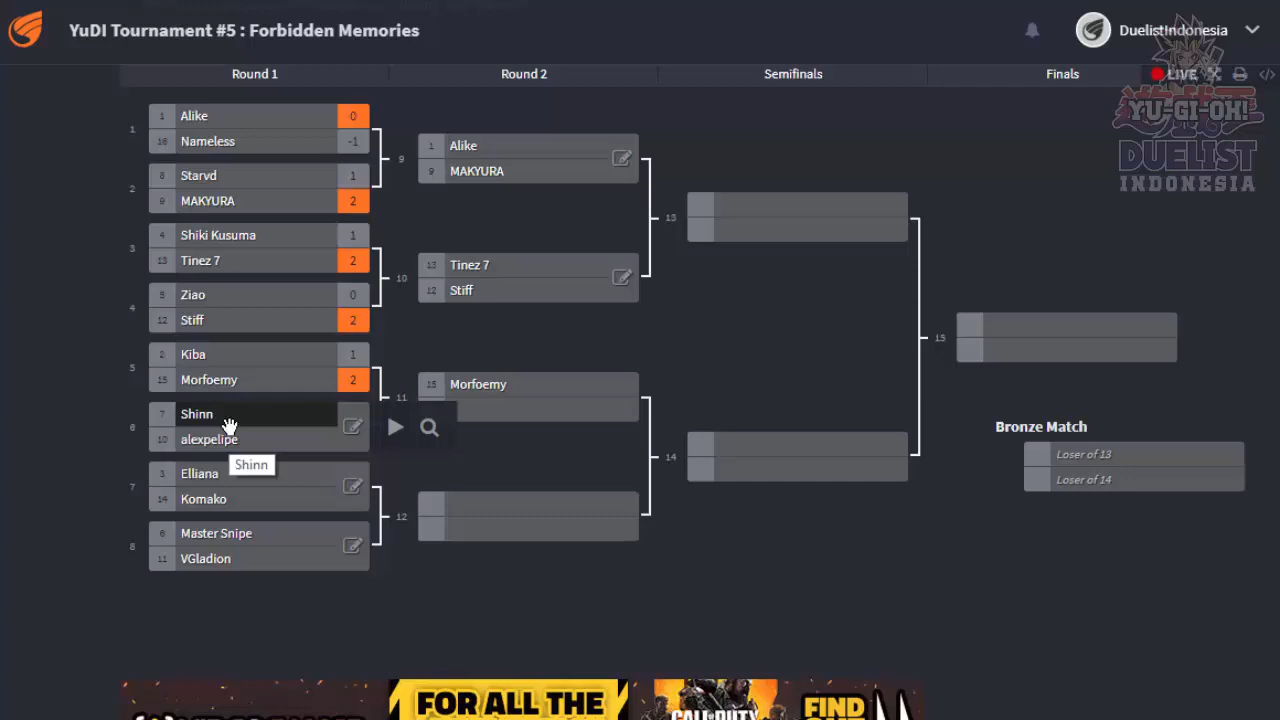 YuDI Tournament #5 : Forbidden Memories
DuelistIndonesia
Round 1
Round 2
Semifinals
Finals
LIVE
YU-GI-OH!
DUELIST
INDONESIA
1
1 Alike 0
16 Nameless -1
2
8 Starvd 1
9 MAKYURA 2
3
4 Shiki Kusuma 1
13 Tinez 7 2
4
5 Ziao 0
12 Stiff 2
5
2 Kiba 1
15 Morfoemy 2
6
7 Shinn
10 alexpelipe
Shinn
7
3 Elliana
14 Komako
8
6 Master Snipe
11 VGladion
9
1 Alike
9 MAKYURA
10
13 Tinez 7
12 Stiff
11
15 Morfoemy
12
13
14
15
Bronze Match
Loser of 13
Loser of 14
FOR ALL THE
CALL OF DUTY
FIND